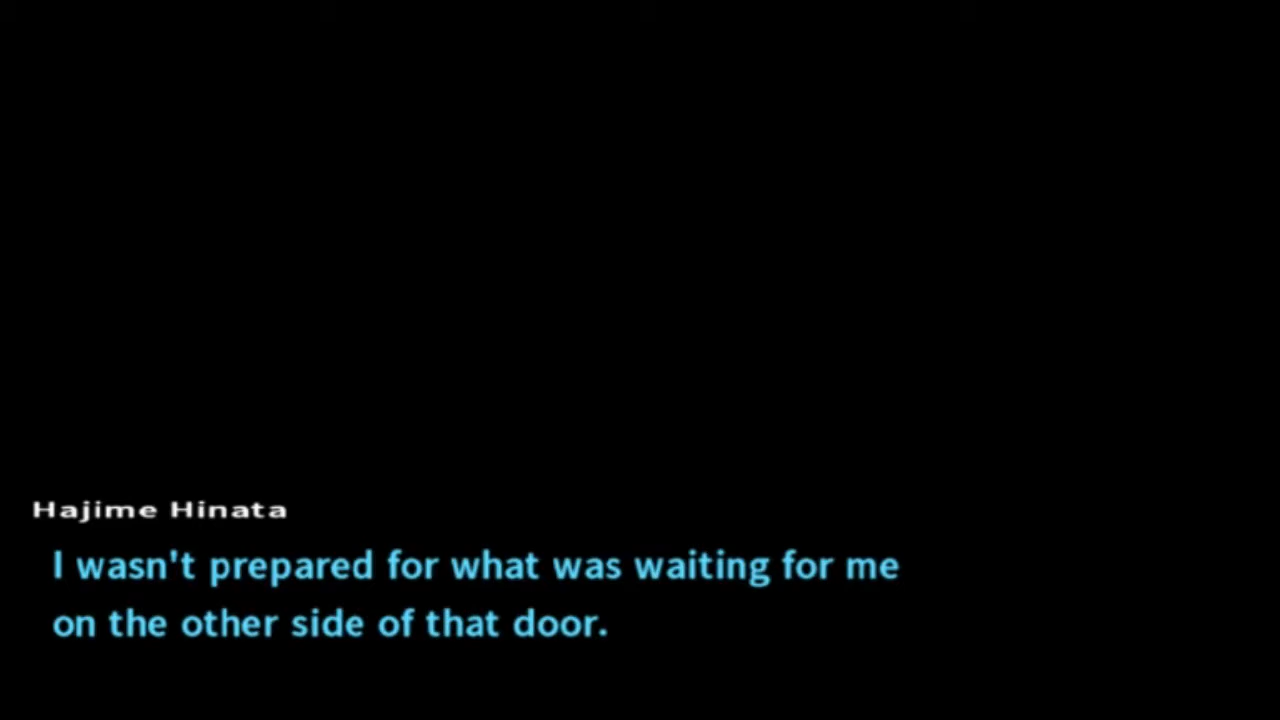 Hajime Hinata
I wasn't prepared for what was waiting for me
on the other side of that door.